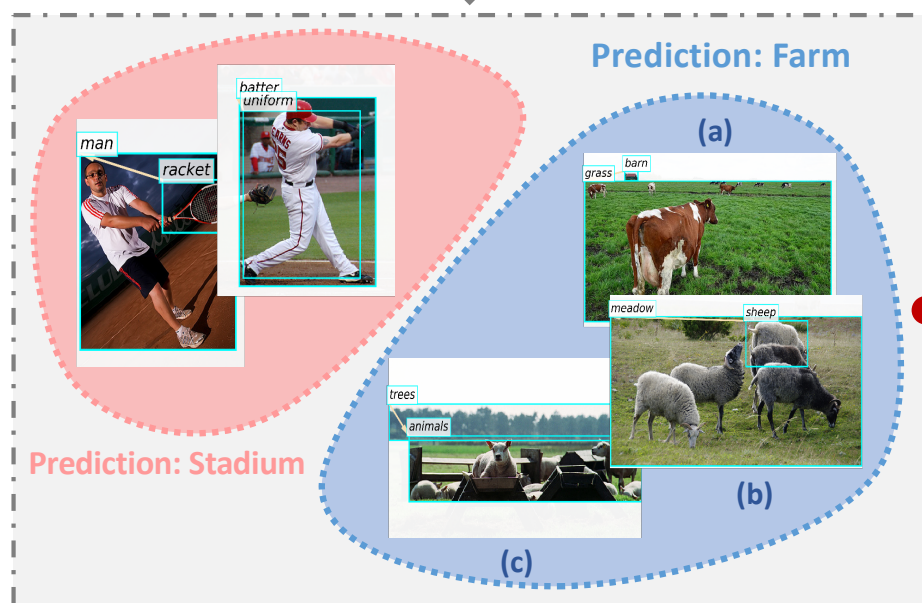 Prediction: Farm
(a)
batter
uniform
man
racket
barn
grass
meadow
sheep
trees
animals
Prediction: Stadium
(b)
(c)